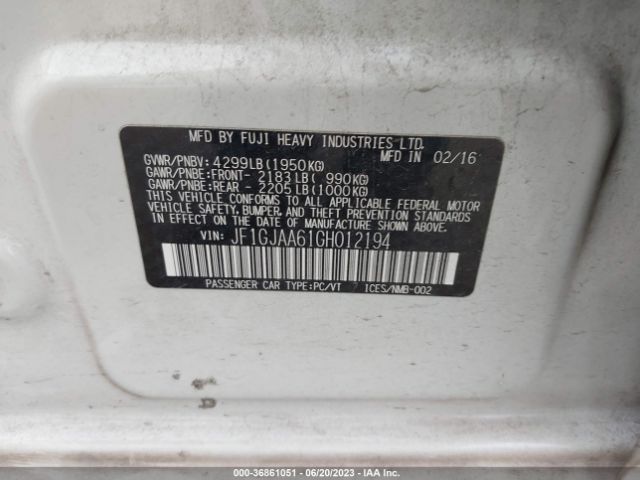 MFD BY FUJI HEAVY INDUSTRIES LTD.
GVWR/PNBV: 4299LB(1950KG) MFD IN 02/16
GAWR/PNBE:FRONT- 2183LB( 990KG)
GAWR/PNBE:REAR - 2205LB(1000KG)
THIS VEHICLE CONFORMS TO ALL APPLICABLE FEDERAL MOTOR
VEHICLE SAFETY,BUMPER,AND THEFT PREVENTION STANDARDS
IN EFFECT ON THE DATE OF MANUFACTURE SHOWN ABOVE.
VIN: JF1GJAA61GH012194
PASSENGER CAR TYPE:PC/VT ICES/NMB-002
000-36861051 - 06/20/2023 - IAA Inc.